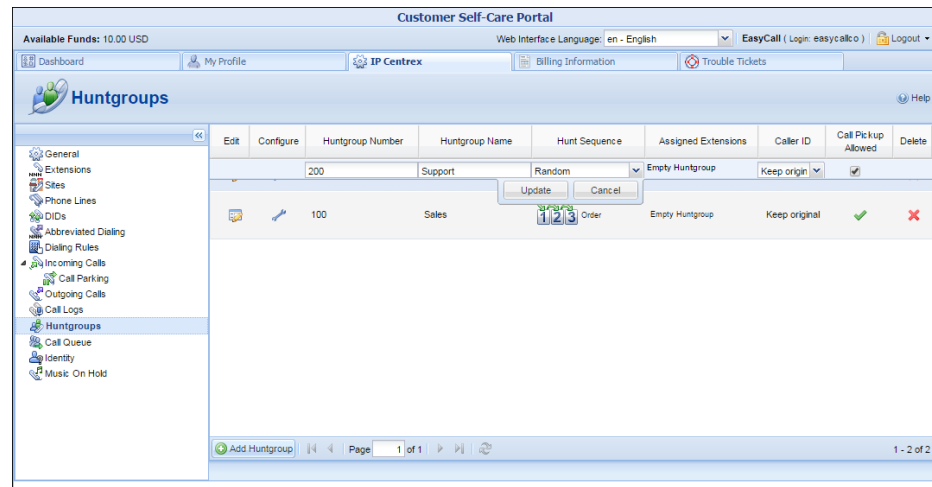 Customer Self-Care Portal
Available Funds: 10.00 USD
Web Interface Language: en - English
EasyCall ( Login: easycallco ) Logout
Dashboard My Profile IP Centrex Billing Information Trouble Tickets
Huntgroups
Help
Edit Configure Huntgroup Number Huntgroup Name Hunt Sequence Assigned Extensions Caller ID Call Pickup Allowed Delete
200 Support Random Empty Huntgroup Keep origin
Update Cancel
100 Sales 1 2 3 Order Empty Huntgroup Keep original
General
Extensions
Sites
Phone Lines
DIDs
Abbreviated Dialing
Dialing Rules
Incoming Calls
Call Parking
Outgoing Calls
Call Logs
Huntgroups
Call Queue
Identity
Music On Hold
Add Huntgroup Page 1 of 1 1 - 2 of 2